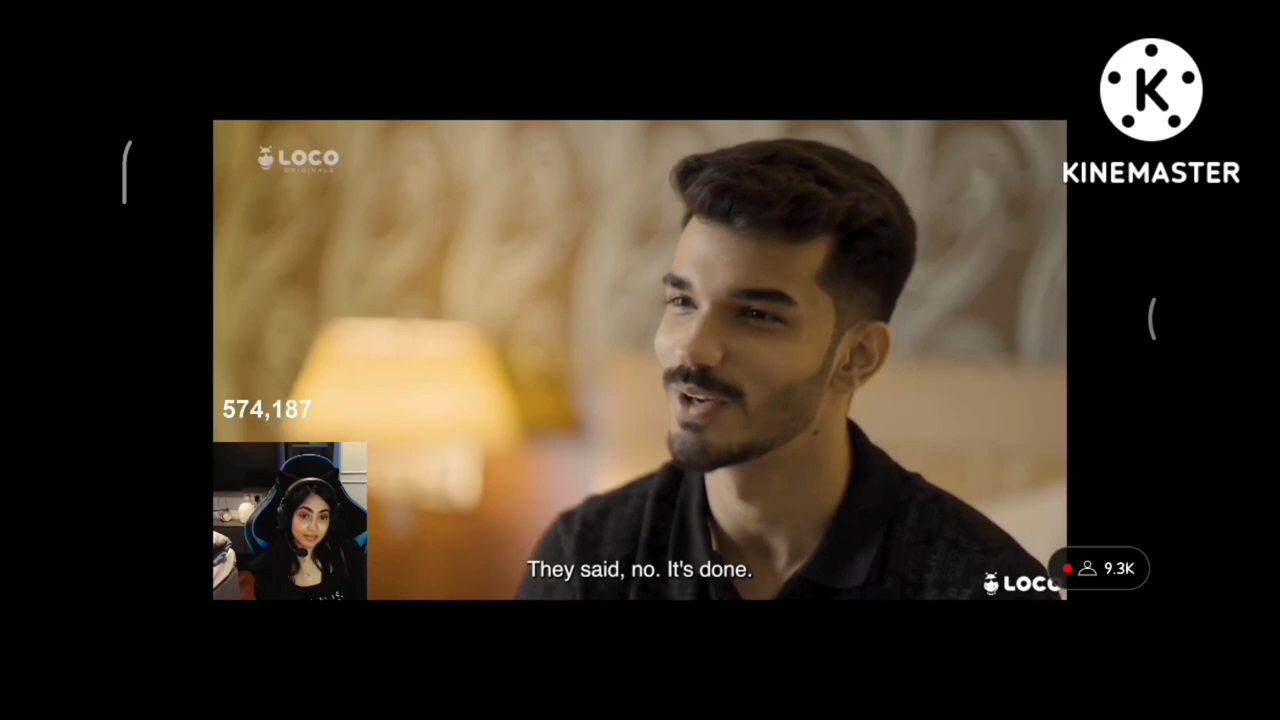 K
KINEMASTER
LOCO
ORIGINALS
574,187
They said, no. It's done.
LOCO
9.3K